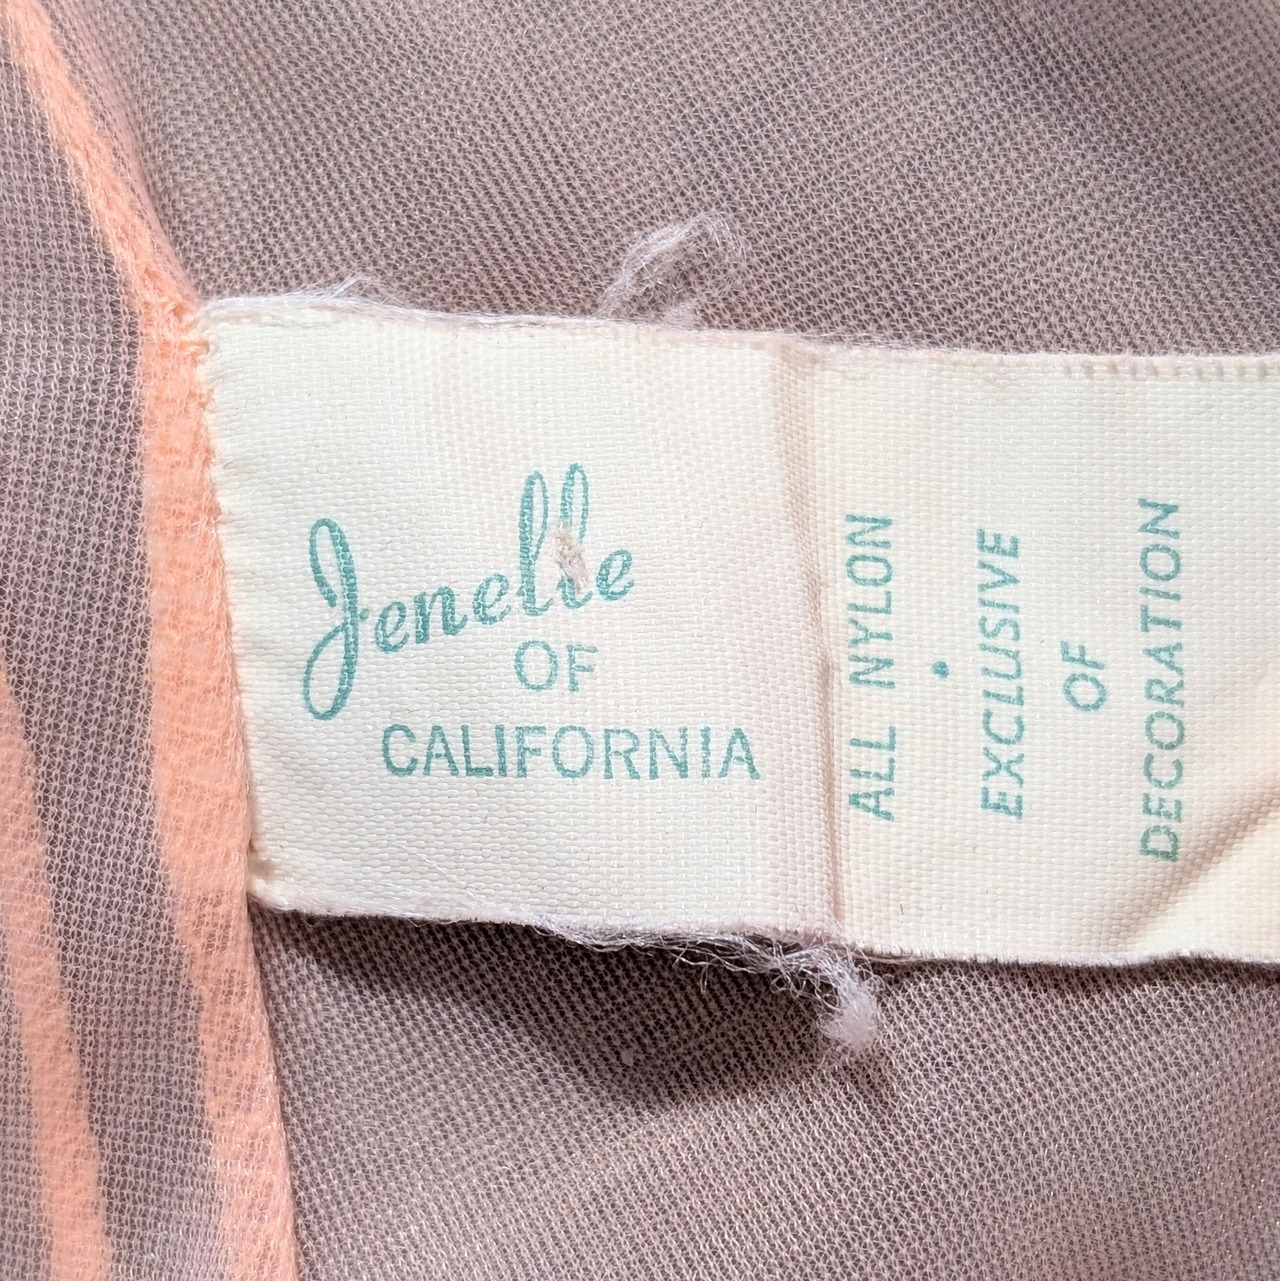 Jenelle
OF
CALIFORNIA
ALL NYLON
•
EXCLUSIVE
OF
DECORATION